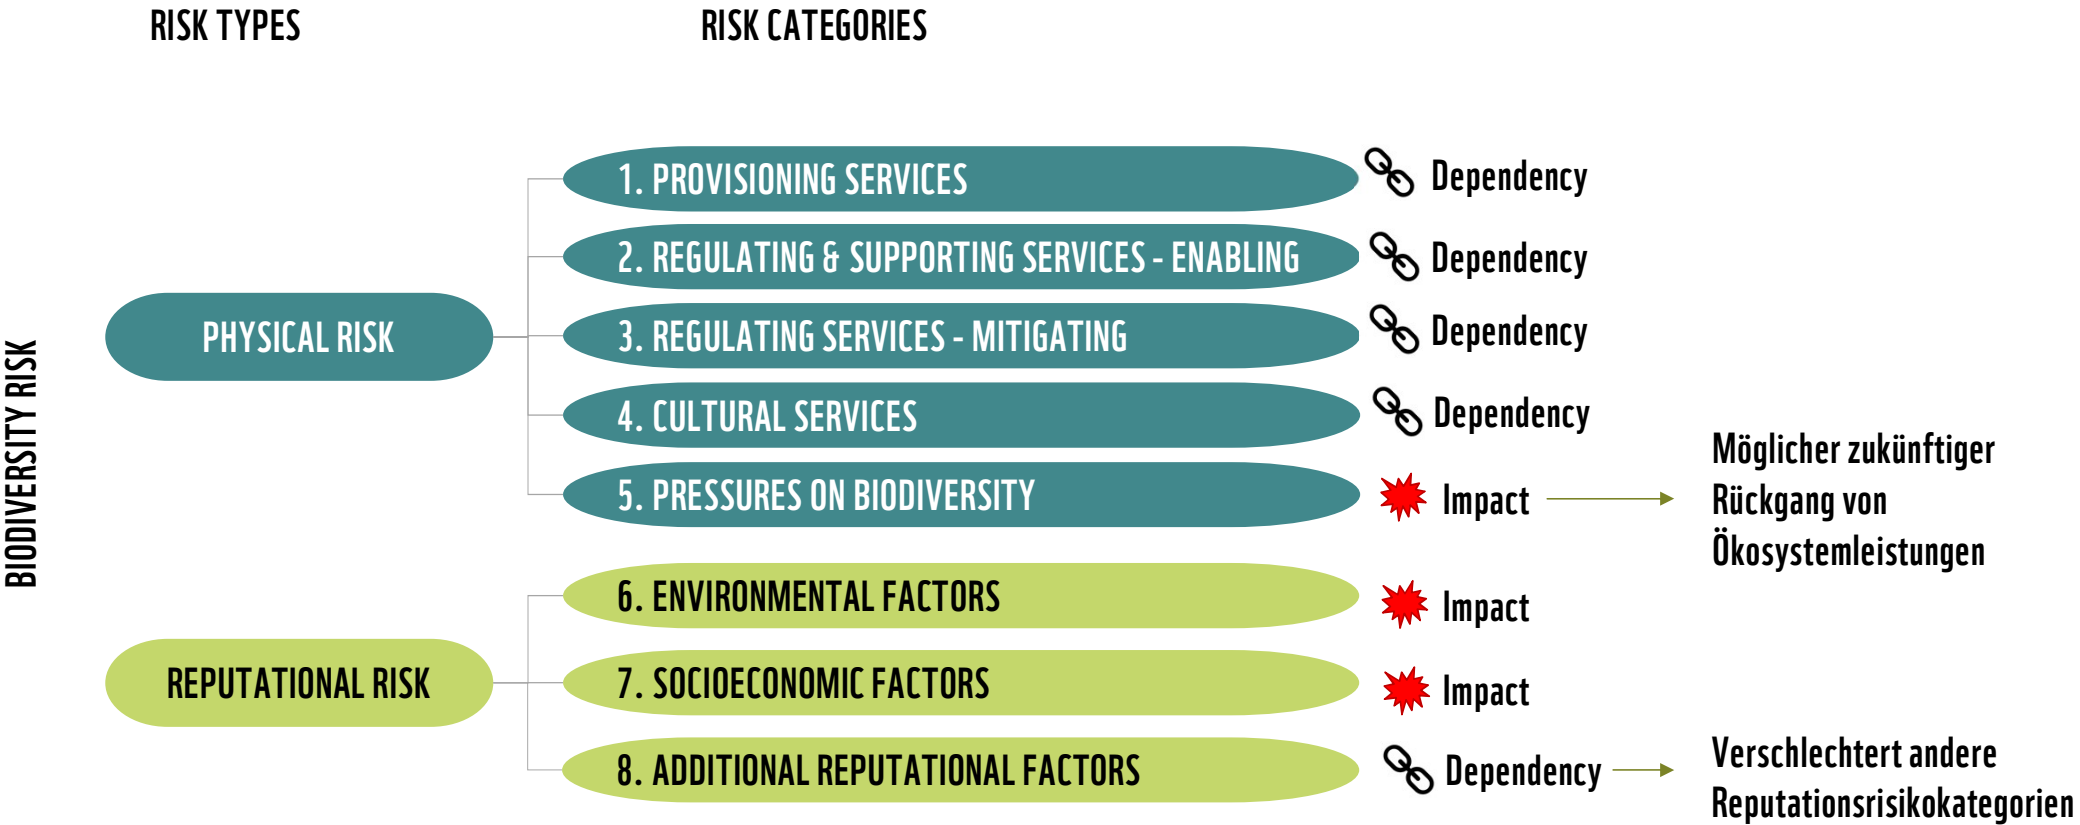 RISK TYPES
RISK CATEGORIES
BIODIVERSITY RISK
PHYSICAL RISK
1. PROVISIONING SERVICES
Dependency
2. REGULATING & SUPPORTING SERVICES - ENABLING
Dependency
3. REGULATING SERVICES - MITIGATING
Dependency
4. CULTURAL SERVICES
Dependency
5. PRESSURES ON BIODIVERSITY
Impact
Möglicher zukünftiger
Rückgang von
Ökosystemleistungen
REPUTATIONAL RISK
6. ENVIRONMENTAL FACTORS
Impact
7. SOCIOECONOMIC FACTORS
Impact
8. ADDITIONAL REPUTATIONAL FACTORS
Dependency
Verschlechtert andere
Reputationsrisikokategorien